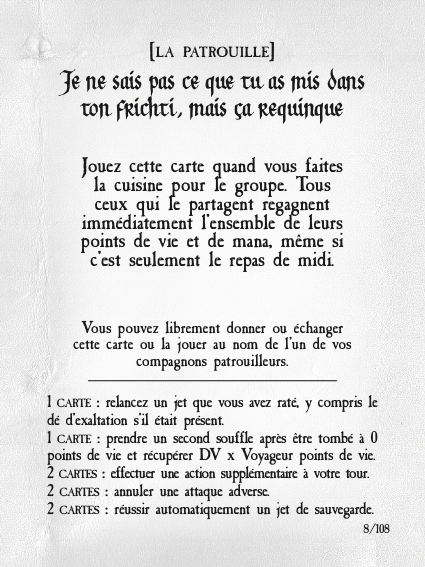 [LA PATROUILLE]
Je ne sais pas ce que tu as mis dans
ton frichti, mais ça requinque
Jouez cette carte quand vous faites
la cuisine pour le groupe. Tous
ceux qui le partagent regagnent
immédiatement l'ensemble de leurs
points de vie et de mana, même si
c'est seulement le repas de midi.
Vous pouvez librement donner ou échanger
cette carte ou la jouer au nom de l'un de vos
compagnons patrouilleurs.
1 CARTE : relancez un jet que vous avez raté, y compris le
dé d'exaltation s'il était présent.
1 CARTE : prendre un second souffle après être tombé à 0
points de vie et récupérer DV x Voyageur points de vie.
2 CARTES : effectuer une action supplémentaire à votre tour.
2 CARTES : annuler une attaque adverse.
2 CARTES : réussir automatiquement un jet de sauvegarde.
8/108